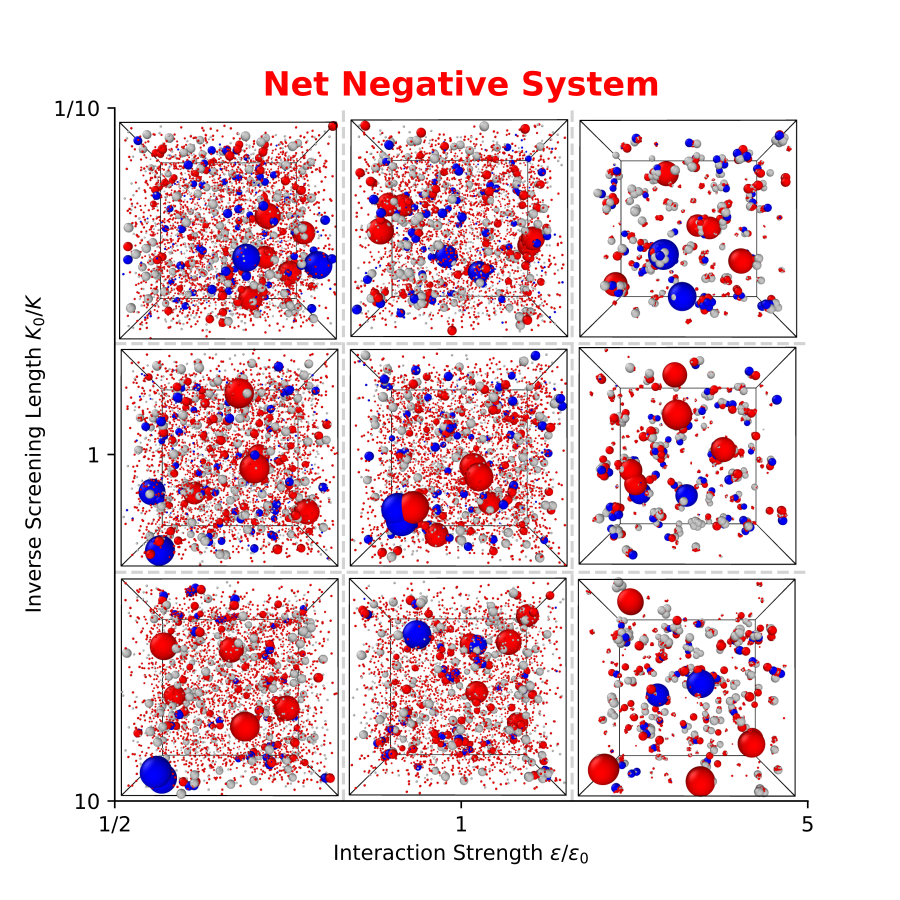 Net Negative System
1/10
1
10
Inverse Screening Length K₀/K
1/2
1
5
Interaction Strength ε/ε₀